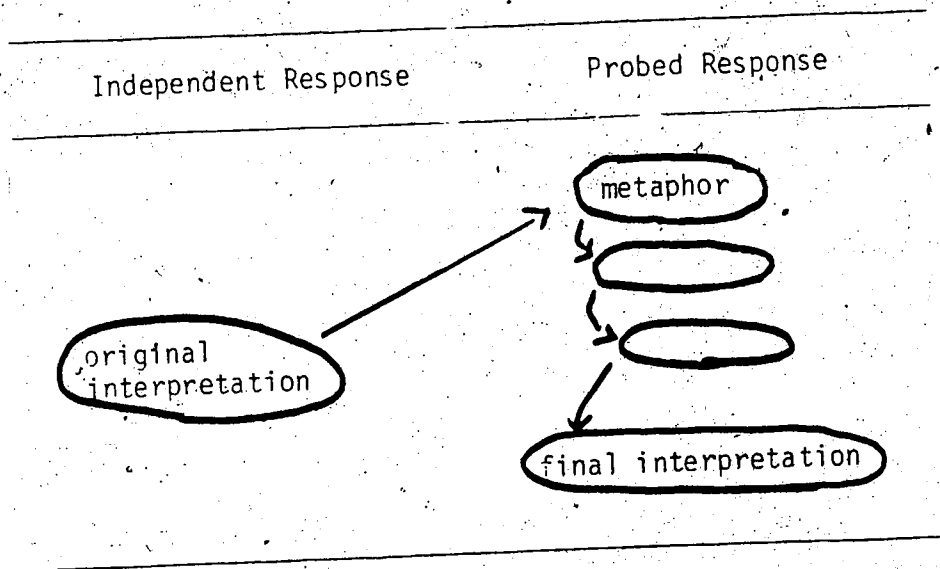 Independent Response
Probed Response
metaphor
original
interpretation
final interpretation